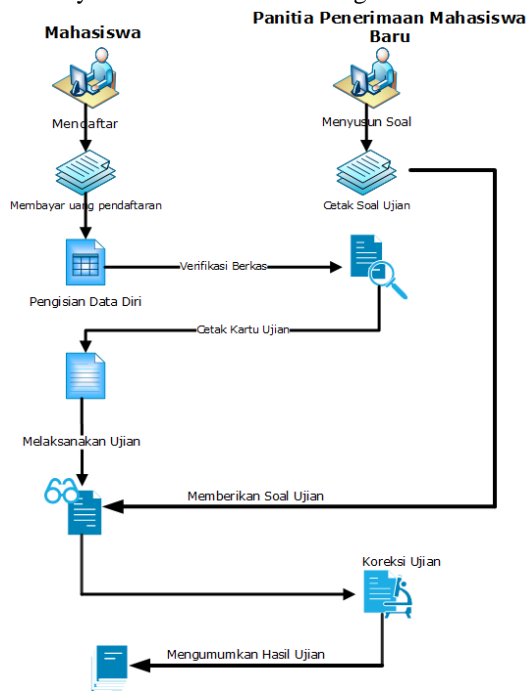 Mahasiswa
Panitia Penerimaan Mahasiswa
Baru
Mendaftar
Menyusun Soal
Membayar uang pendaftaran
Cetak Soal Ujian
Verifikasi Berkas
Pengisian Data Diri
Cetak Kartu Ujian
Melaksanakan Ujian
Memberikan Soal Ujian
Koreksi Ujian
Mengumumkan Hasil Ujian